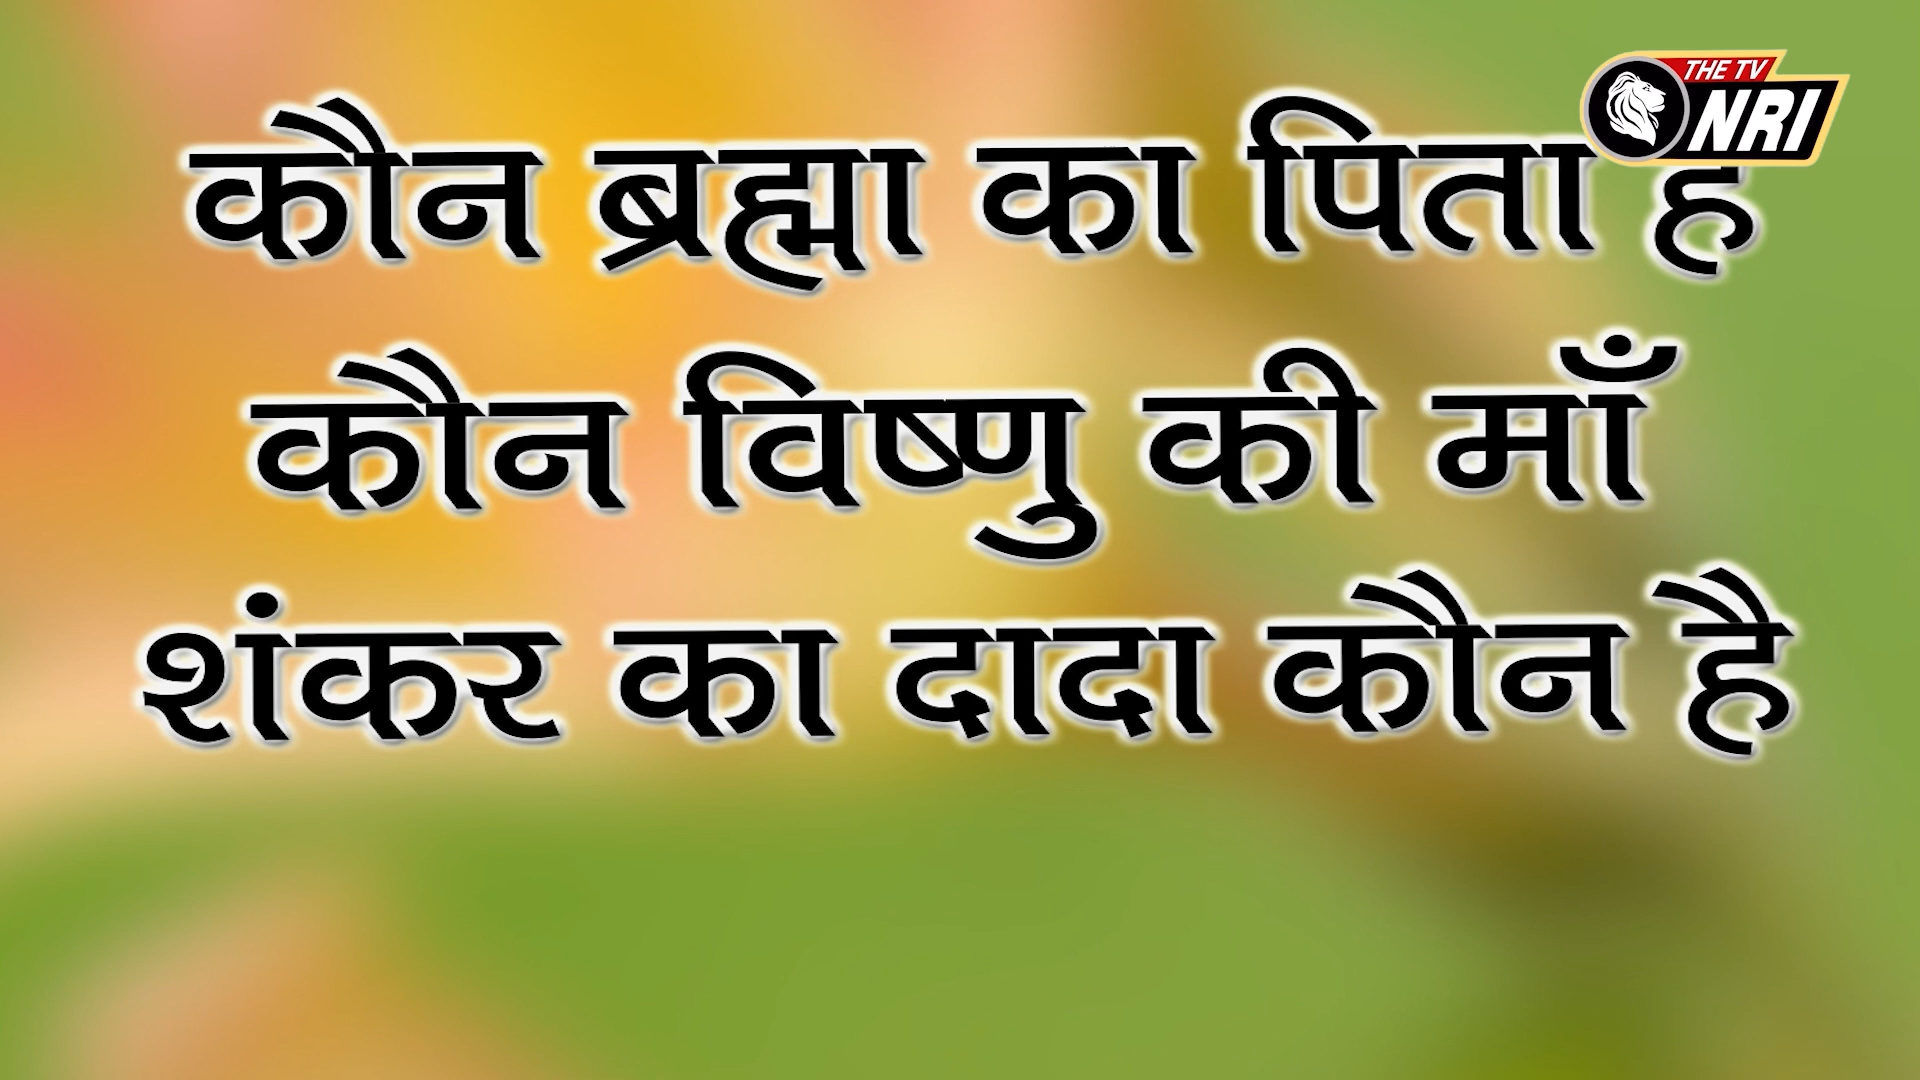 THE TV
NRI
कौन ब्रह्मा का पिता है
कौन विष्णु की माँ
शंकर का दादा कौन है